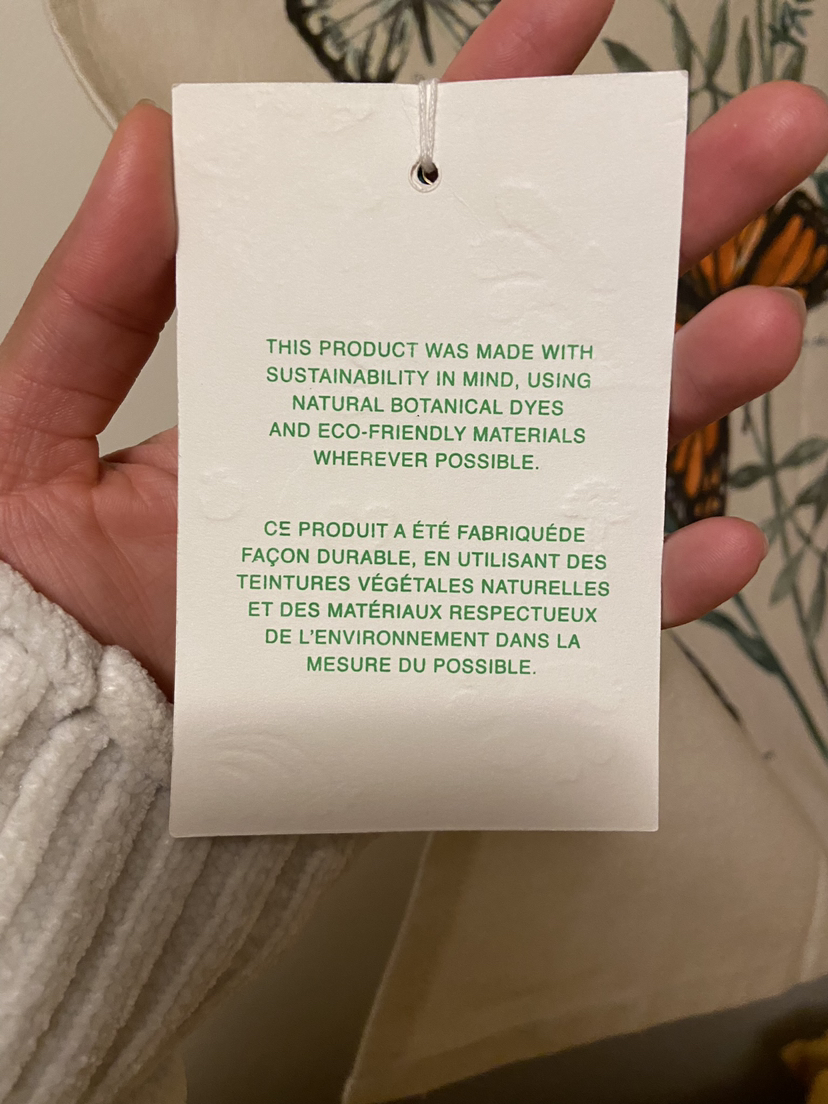 THIS PRODUCT WAS MADE WITH
SUSTAINABILITY IN MIND, USING
NATURAL BOTANICAL DYES
AND ECO-FRIENDLY MATERIALS
WHEREVER POSSIBLE.
CE PRODUIT A ÉTÉ FABRIQUÉDE
FAÇON DURABLE, EN UTILISANT DES
TEINTURES VÉGÉTALES NATURELLES
ET DES MATÉRIAUX RESPECTUEUX
DE L'ENVIRONNEMENT DANS LA
MESURE DU POSSIBLE.